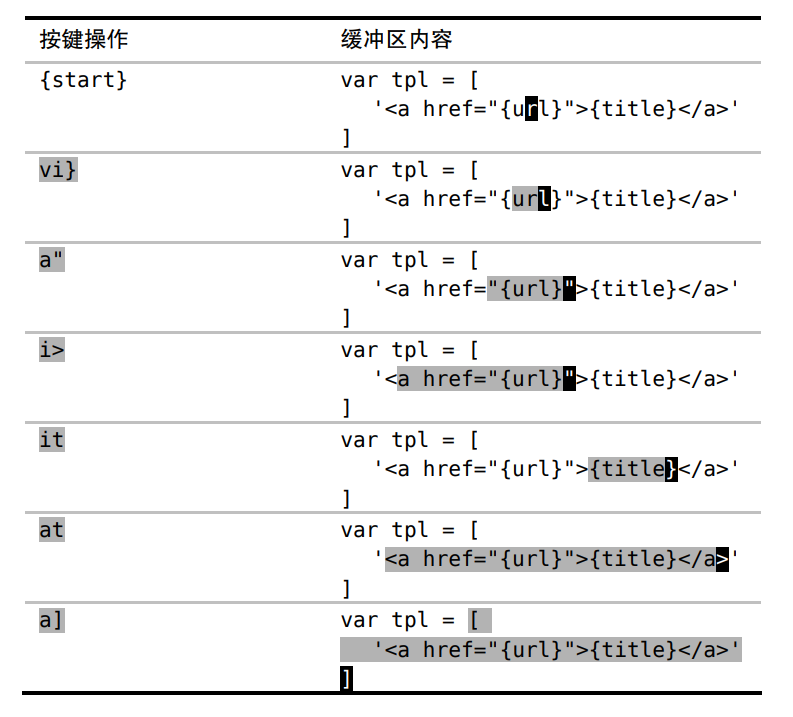 按键操作 缓冲区内容
{start} var tpl = [
'<a href="{url}">{title}</a>'
]
vi} var tpl = [
'<a href="{url}">{title}</a>'
]
a" var tpl = [
'<a href="{url}">{title}</a>'
]
i> var tpl = [
'<a href="{url}">{title}</a>'
]
it var tpl = [
'<a href="{url}">{title}</a>'
]
at var tpl = [
'<a href="{url}">{title}</a>'
]
a] var tpl = [
'<a href="{url}">{title}</a>'
]